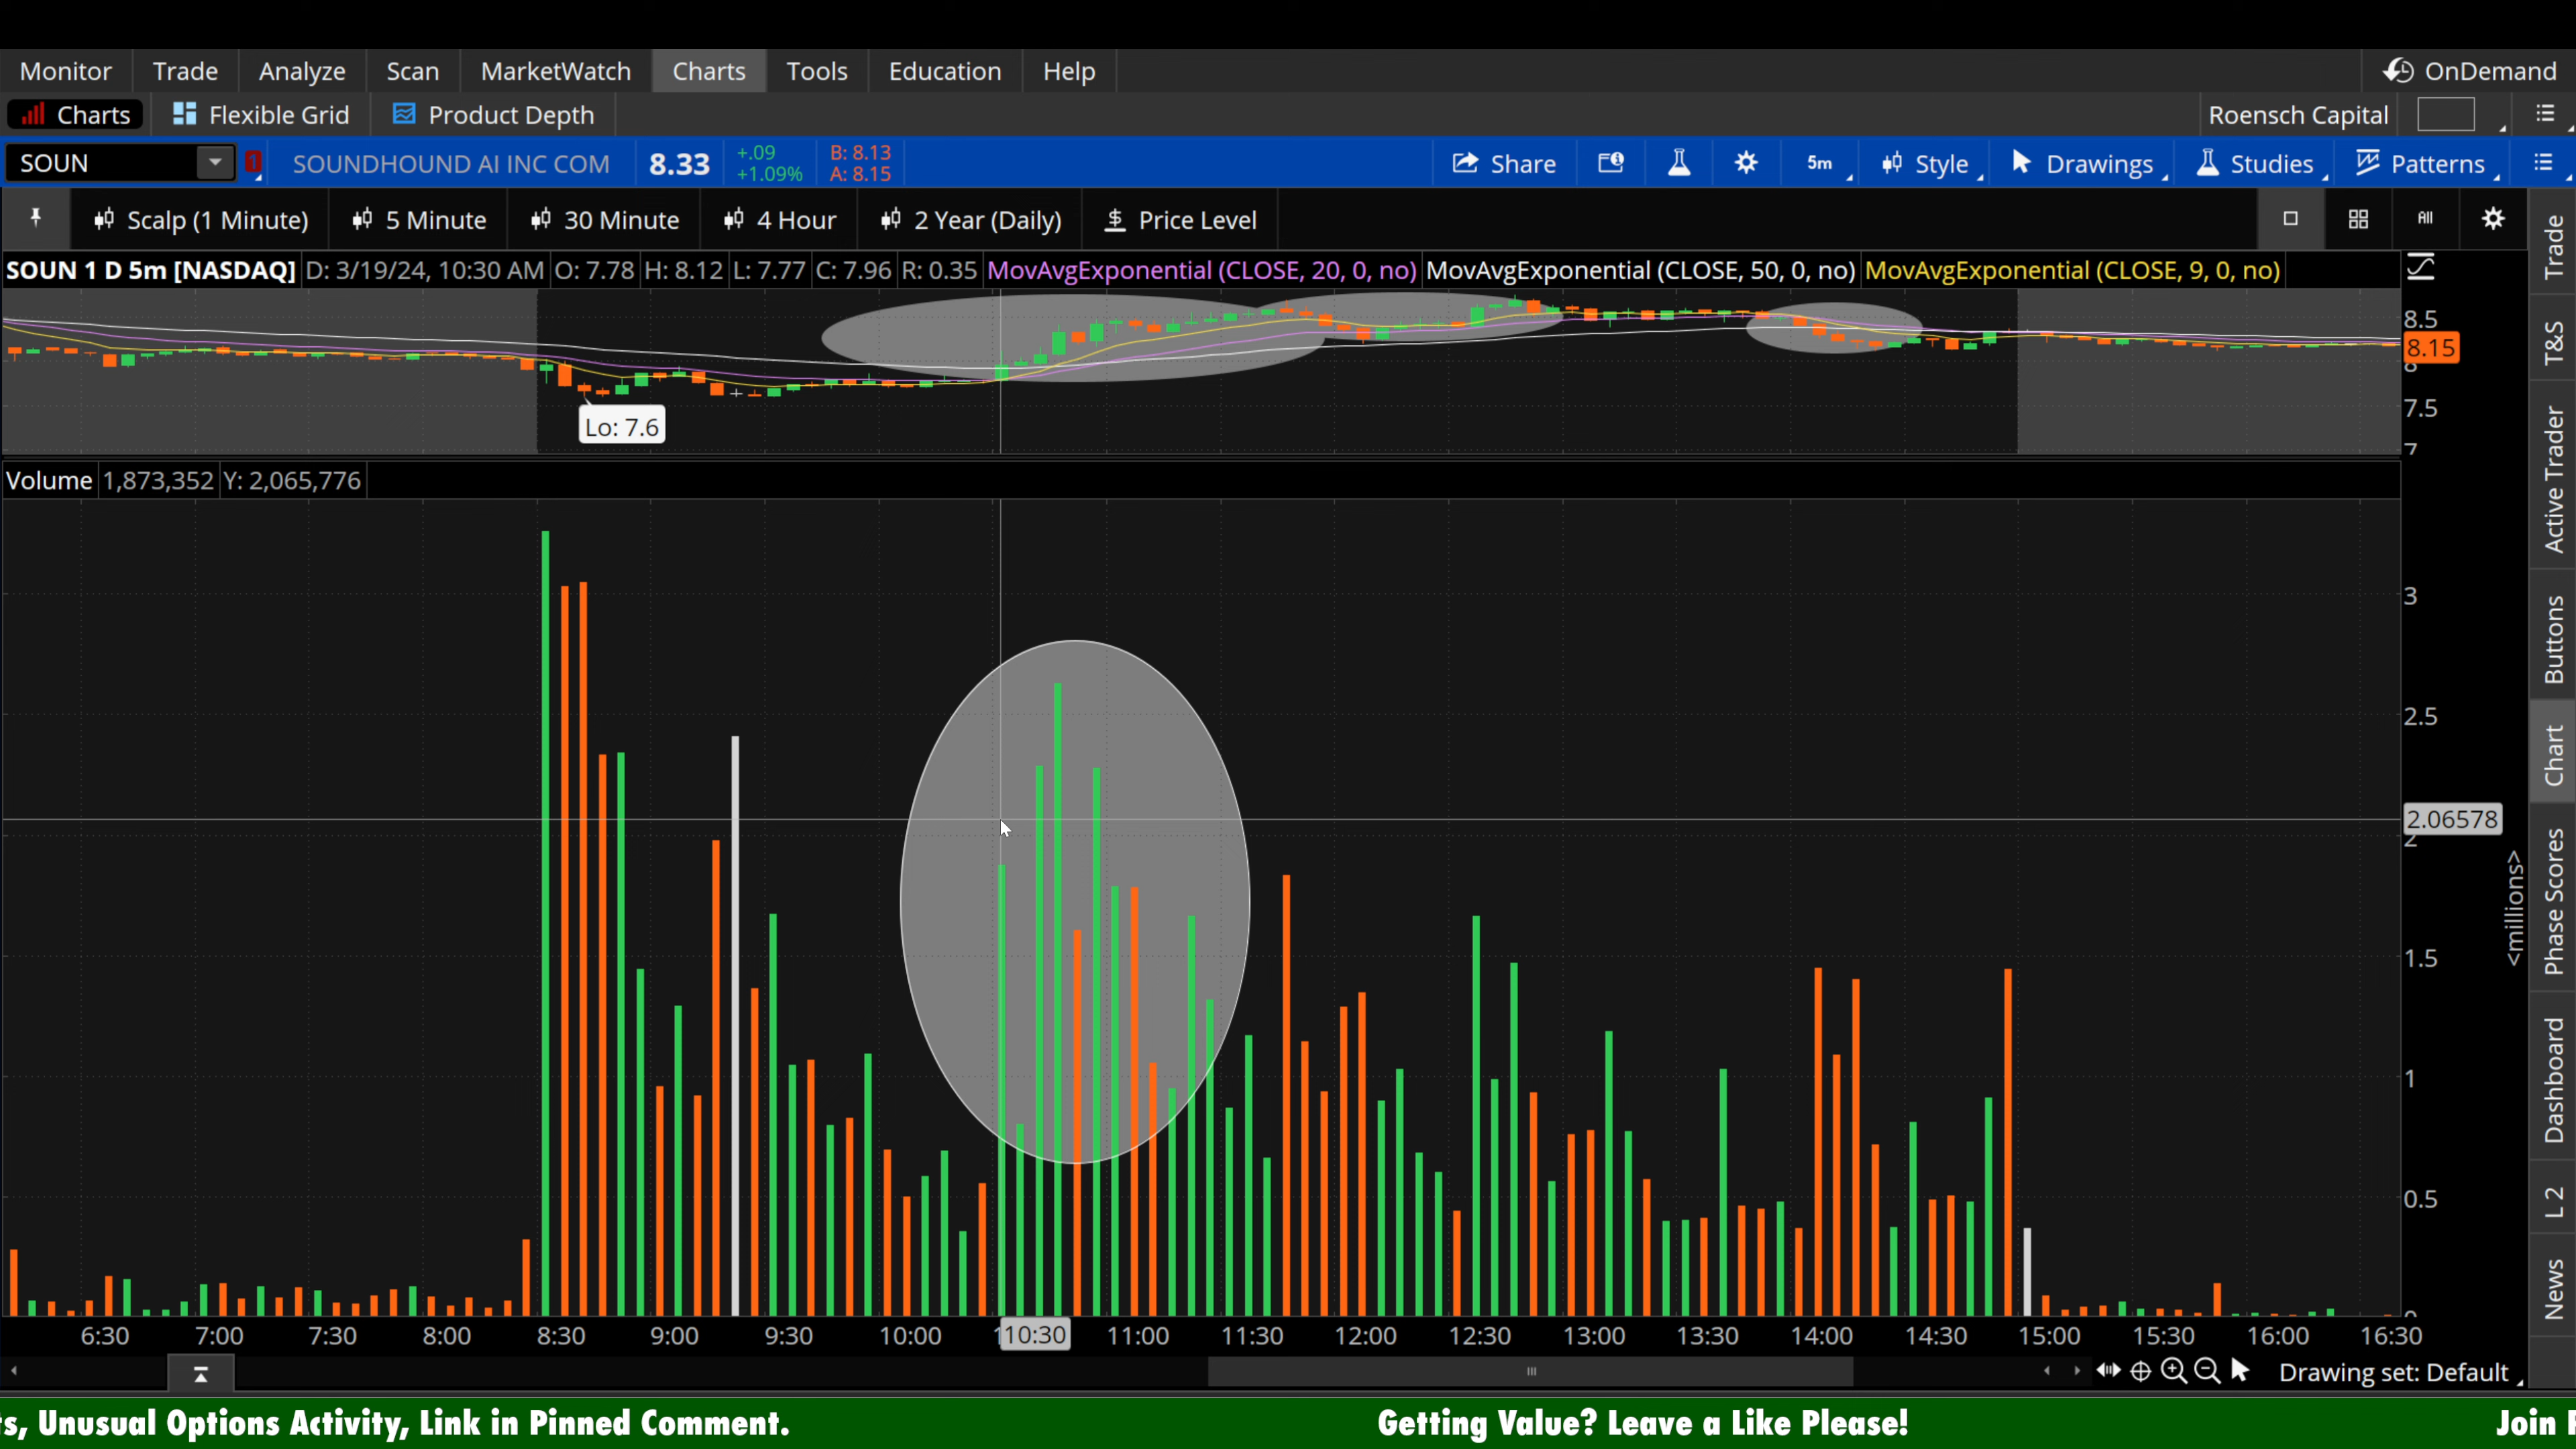 Monitor Trade Analyze Scan MarketWatch Charts Tools Education Help OnDemand
Charts Flexible Grid Product Depth Roensch Capital
SOUN 1 SOUNDHOUND AI INC COM 8.33 +.09 +1.09% B: 8.13 A: 8.15 Share 5m Style Drawings Studies Patterns
Scalp (1 Minute) 5 Minute 30 Minute 4 Hour 2 Year (Daily) $ Price Level All
SOUN 1 D 5m [NASDAQ] D: 3/19/24, 10:30 AM O: 7.78 H: 8.12 L: 7.77 C: 7.96 R: 0.35 MovAvgExponential (CLOSE, 20, 0, no) MovAvgExponential (CLOSE, 50, 0, no) MovAvgExponential (CLOSE, 9, 0, no)
8.5
8.15
8
7.5
Lo: 7.6
7
Volume 1,873,352 Y: 2,065,776
3
2.5
2.06578
2
<millions>
1.5
1
0.5
0
6:30 7:00 7:30 8:00 8:30 9:00 9:30 10:00 10:30 11:00 11:30 12:00 12:30 13:00 13:30 14:00 14:30 15:00 15:30 16:00 16:30
Drawing set: Default
Trade
T&S
Active Trader
Buttons
Chart
Phase Scores
Dashboard
L 2
News
s, Unusual Options Activity, Link in Pinned Comment. Getting Value? Leave a Like Please! Join